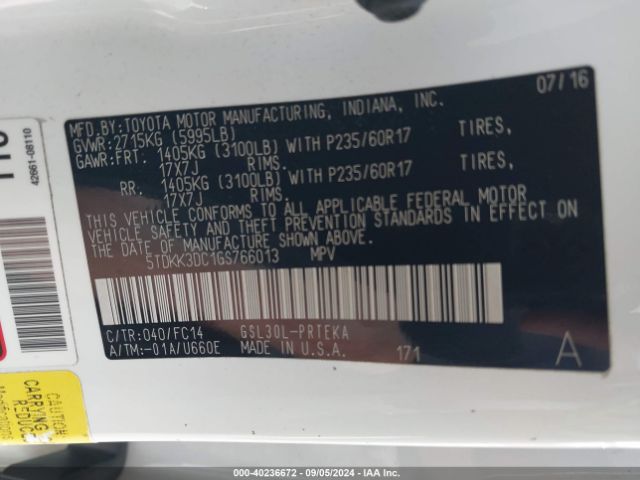 07/16
MFD.BY:TOYOTA MOTOR MANUFACTURING, INDIANA, INC.
GVWR: 2715KG (5995LB)
GAWR:FRT. 1405KG (3100LB) WITH P235/60R17 TIRES,
17X7J RIMS.
RR. 1405KG (3100LB) WITH P235/60R17 TIRES,
17X7J RIMS.
THIS VEHICLE CONFORMS TO ALL APPLICABLE FEDERAL MOTOR
VEHICLE SAFETY AND THEFT PREVENTION STANDARDS IN EFFECT ON
THE DATE OF MANUFACTURE SHOWN ABOVE.
5TDKK3DC1GS766013 MPV
C/TR:040/FC14 GSL30L-PRTEKA
A/TM:-01A/U660E MADE IN U.S.A. 171 A
42661-08110
CAUTION
CARRYING
000-40236672 - 09/05/2024 - IAA Inc.